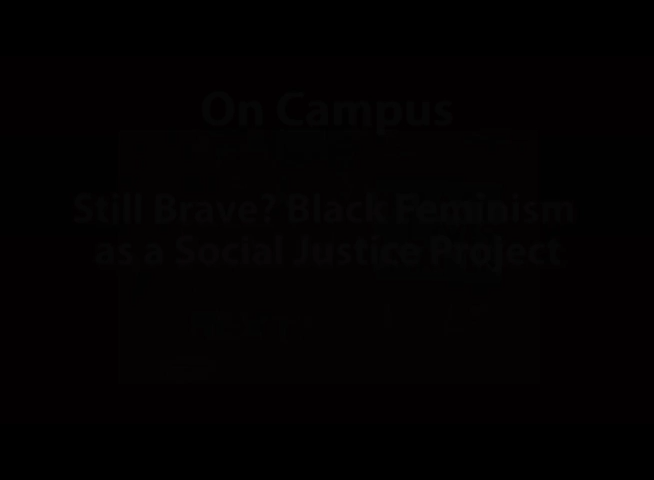 On Campus
Still Brave? Black Feminism
as a Social Justice Project